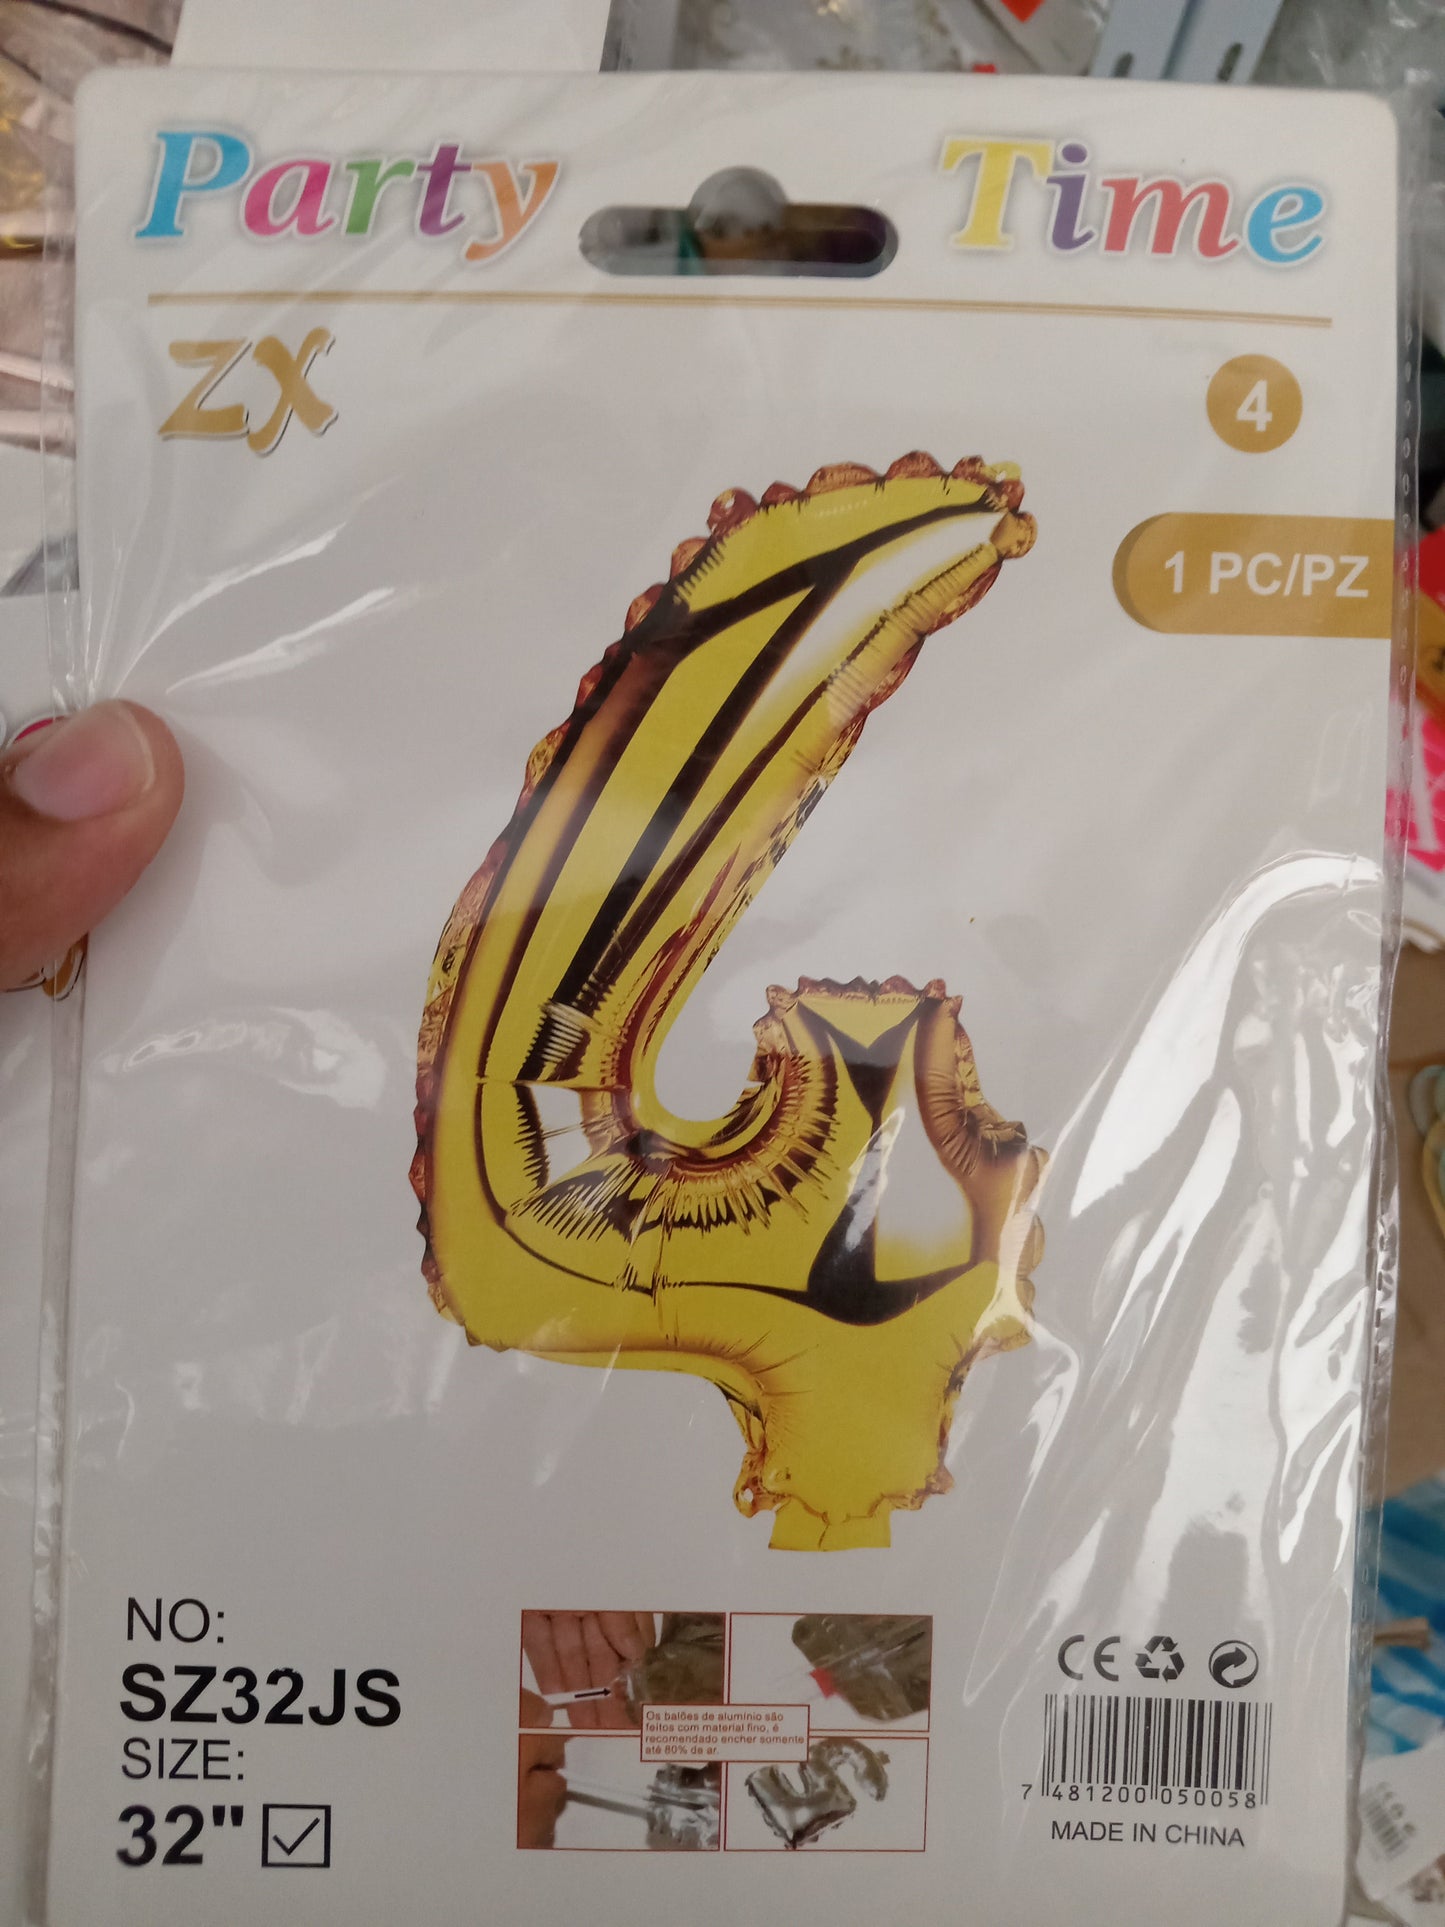 Party Time
ZX
4
1 PC/PZ
NO:
SZ32JS
SIZE:
32"
Os balões de alumínio são
feitos com material fino, é
recomendado encher somente
até 80% de ar.
CE
7 481200 050058
MADE IN CHINA